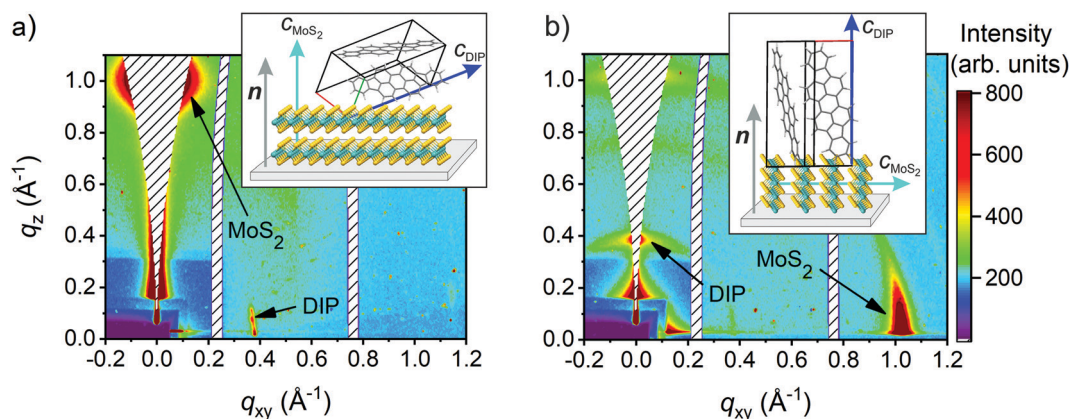 a)
c_MoS₂
c_DIP
n
MoS₂
DIP
q_z (Å⁻¹)
1.0
0.8
0.6
0.4
0.2
0.0
-0.2 0.0 0.2 0.4 0.6 0.8 1.0 1.2
q_xy (Å⁻¹)
b)
c_DIP
n
c_MoS₂
DIP
MoS₂
1.0
0.8
0.6
0.4
0.2
0.0
-0.2 0.0 0.2 0.4 0.6 0.8 1.0 1.2
q_xy (Å⁻¹)
Intensity
(arb. units)
800
600
400
200